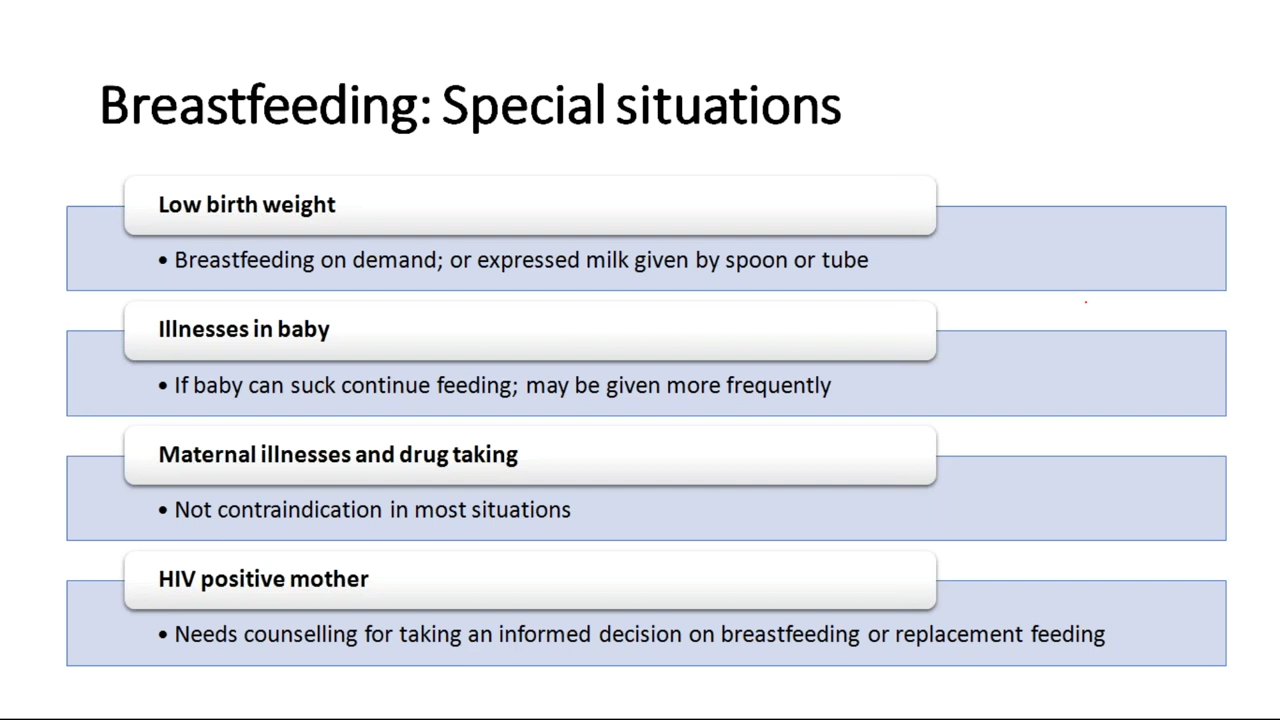 Breastfeeding: Special situations
Low birth weight
• Breastfeeding on demand; or expressed milk given by spoon or tube
Illnesses in baby
• If baby can suck continue feeding; may be given more frequently
Maternal illnesses and drug taking
• Not contraindication in most situations
HIV positive mother
• Needs counselling for taking an informed decision on breastfeeding or replacement feeding